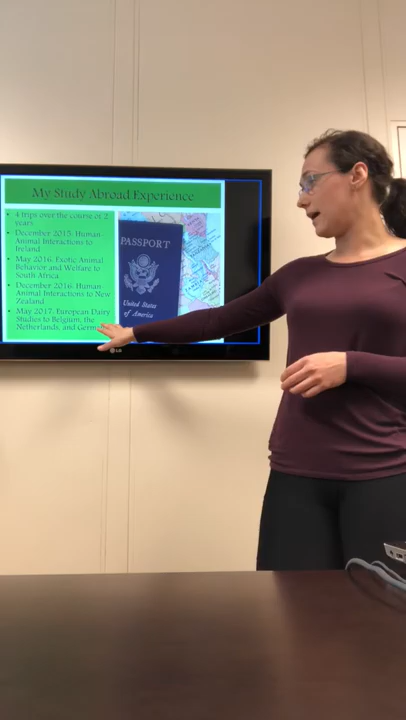 My Study Abroad Experience
• 4 trips over the course of 2
years
• December 2015: Human-
Animal Interactions to
Ireland
• May 2016: Exotic Animal
Behavior and Welfare to
South Africa
• December 2016: Human-
Animal Interactions to New
Zealand
• May 2017: European Dairy
Studies to Belgium, the
Netherlands, and Germ
PASSPORT
United States
of America
LG